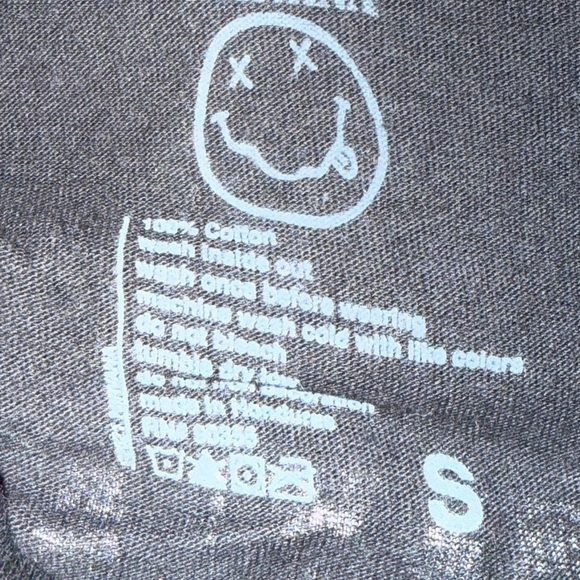 100% Cotton
wash inside out
wash once before wearing
machine wash cold with like colors
do not bleach
tumble dry low
made in Honduras
RN#
S